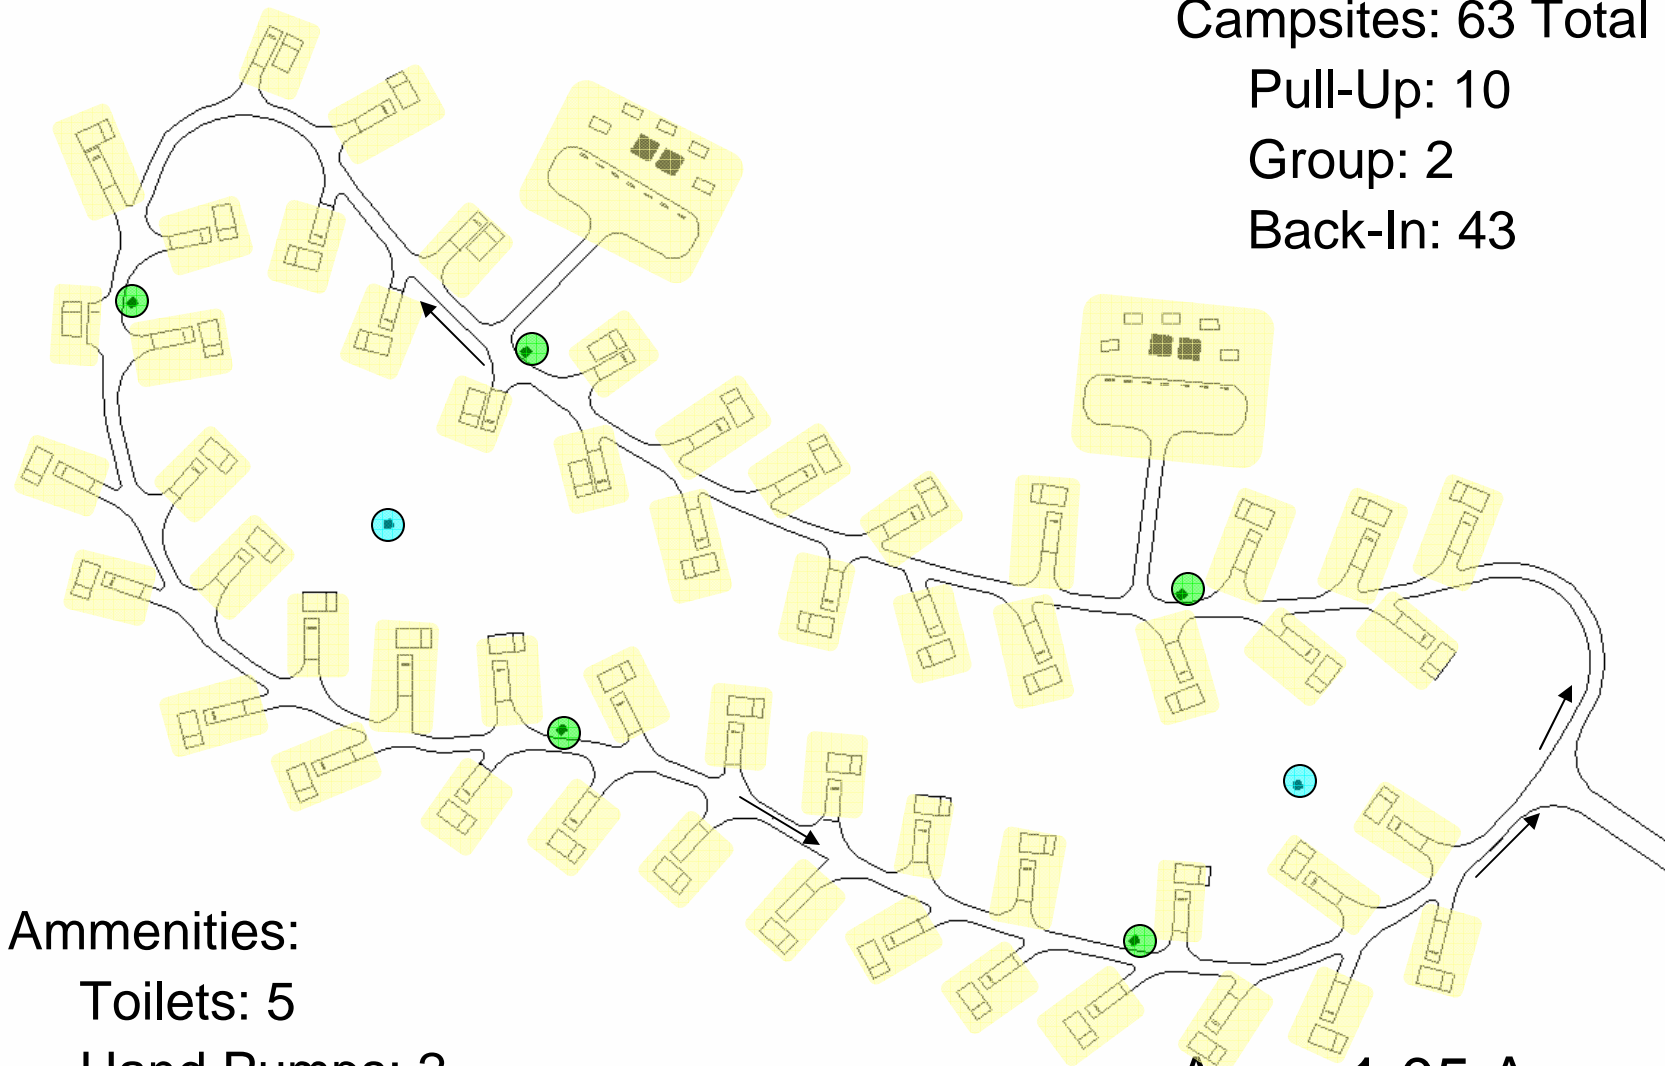 Campsites: 63 Total
Pull-Up: 10
Group: 2
Back-In: 43
Ammenities:
Toilets: 5